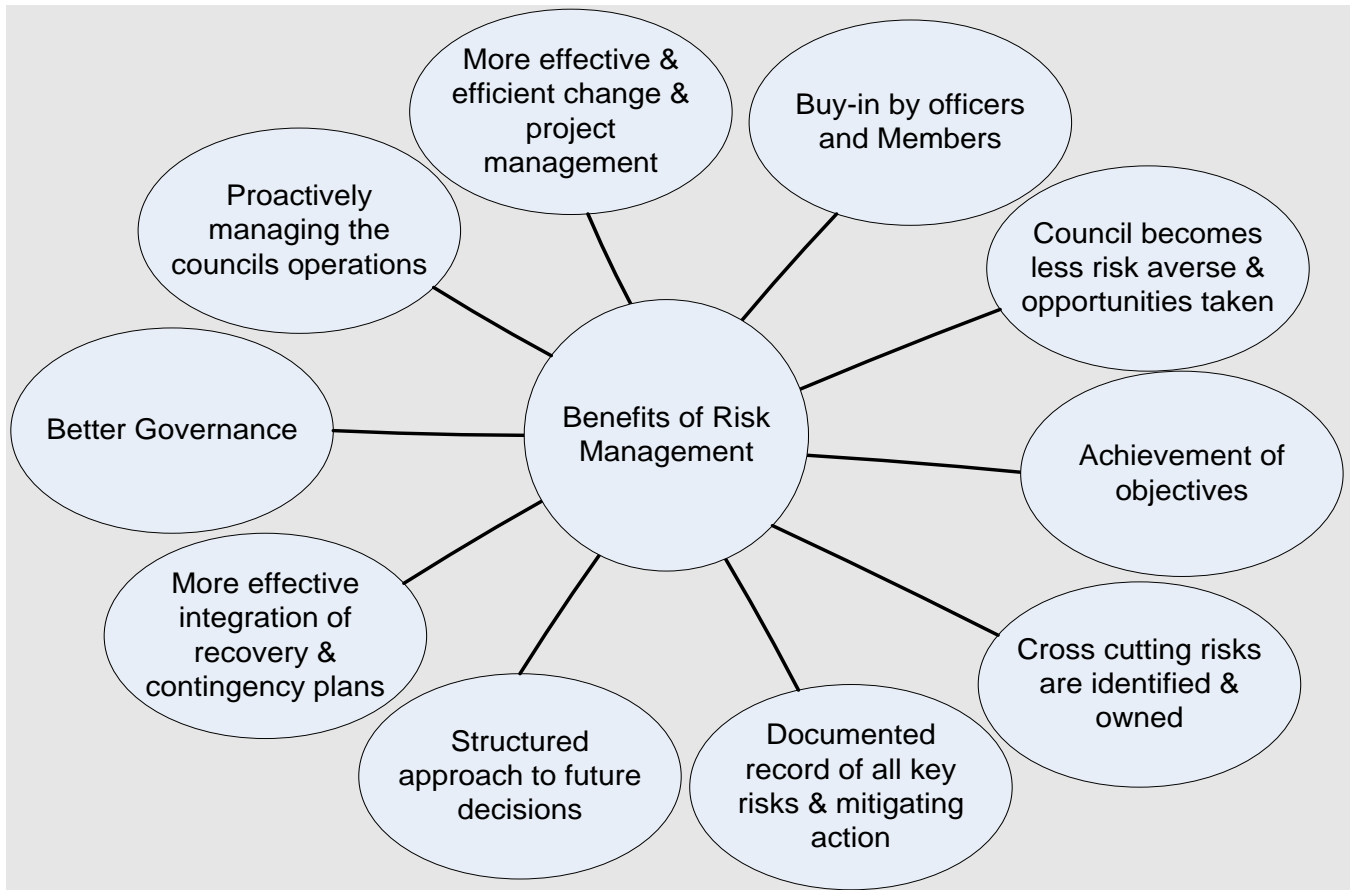 Benefits of Risk
Management
More effective &
efficient change &
project
management
Buy-in by officers
and Members
Council becomes
less risk averse &
opportunities taken
Achievement of
objectives
Cross cutting risks
are identified &
owned
Documented
record of all key
risks & mitigating
action
Structured
approach to future
decisions
More effective
integration of
recovery &
contingency plans
Better Governance
Proactively
managing the
councils operations